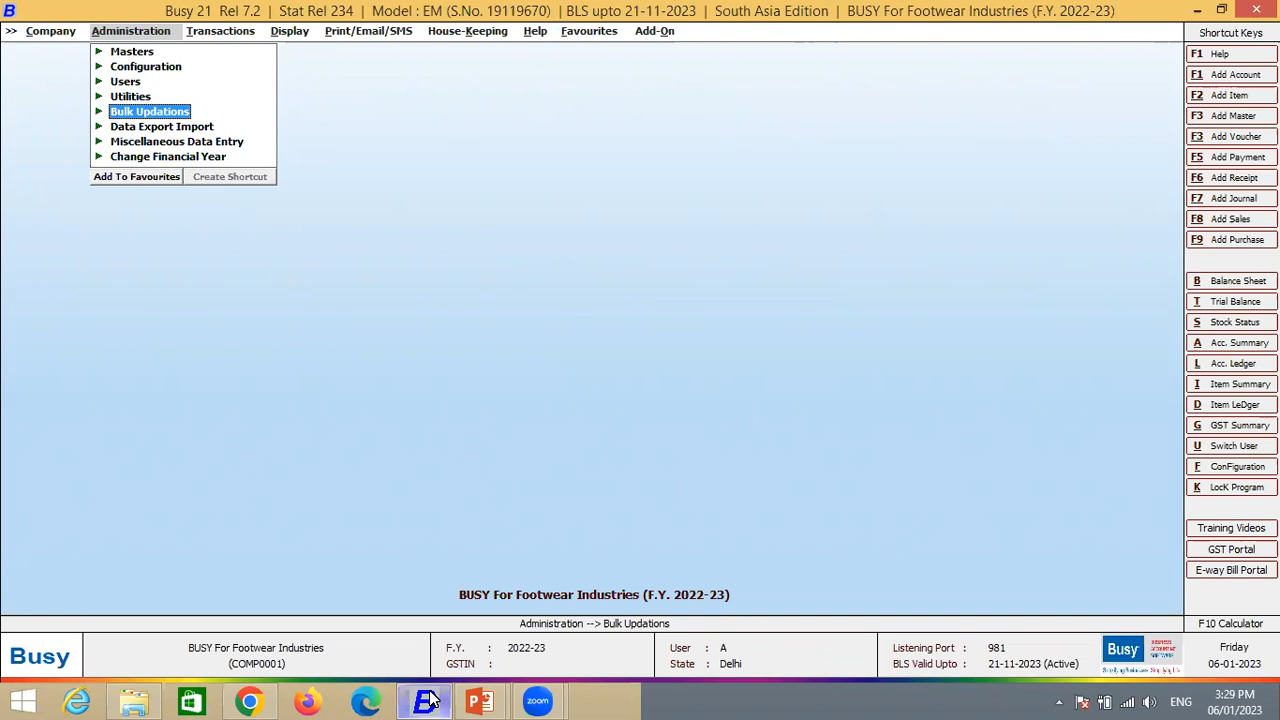 Busy 21 Rel 7.2 | Stat Rel 234 | Model : EM (S.No. 19119670) | BLS upto 21-11-2023 | South Asia Edition | BUSY For Footwear Industries (F.Y. 2022-23)
>> Company Administration Transactions Display Print/Email/SMS House-Keeping Help Favourites Add-On
Masters
Configuration
Users
Utilities
Bulk Updations
Data Export Import
Miscellaneous Data Entry
Change Financial Year
Add To Favourites Create Shortcut
Shortcut Keys
F1 Help
F1 Add Account
F2 Add Item
F3 Add Master
F3 Add Voucher
F5 Add Payment
F6 Add Receipt
F7 Add Journal
F8 Add Sales
F9 Add Purchase
B Balance Sheet
T Trial Balance
S Stock Status
A Acc. Summary
L Acc. Ledger
I Item Summary
D Item LeDger
G GST Summary
U Switch User
F ConFiguration
K LocK Program
Training Videos
GST Portal
E-way Bill Portal
F10 Calculator
BUSY For Footwear Industries (F.Y. 2022-23)
Administration --> Bulk Updations
Busy
BUSY For Footwear Industries
(COMP0001)
F.Y. : 2022-23
GSTIN :
User : A
State : Delhi
Listening Port : 981
BLS Valid Upto : 21-11-2023 (Active)
Busy
Friday
06-01-2023
zoom
ENG
3:29 PM
06/01/2023